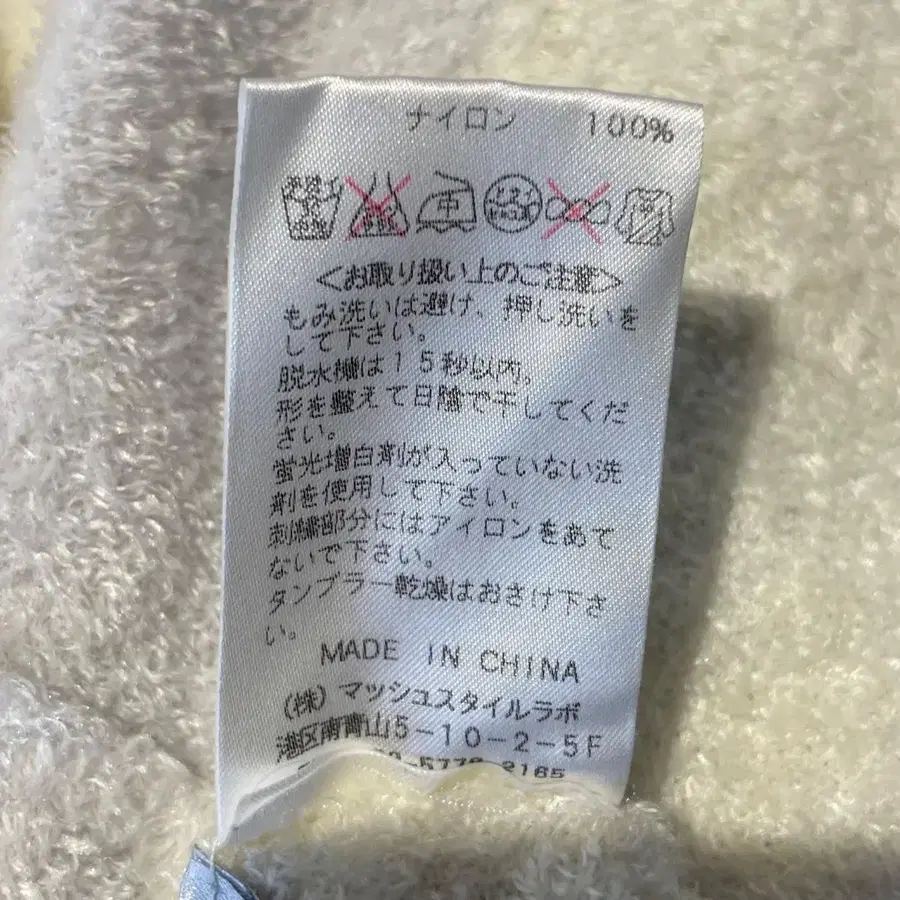 ナイロン 100%
中
<お取り扱い上のご注意>
もみ洗いは避け、押し洗いを
して下さい。
脱水機は15秒以内。
形を整えて日陰で干してくだ
さい。
蛍光増白剤が入っていない洗
剤を使用して下さい。
刺繍部分にはアイロンをあて
ないで下さい。
タンブラー乾燥はおさけ下さ
い。
MADE IN CHINA
(株)マッシュスタイルラボ
港区南青山5-10-2-5F
5778-2165